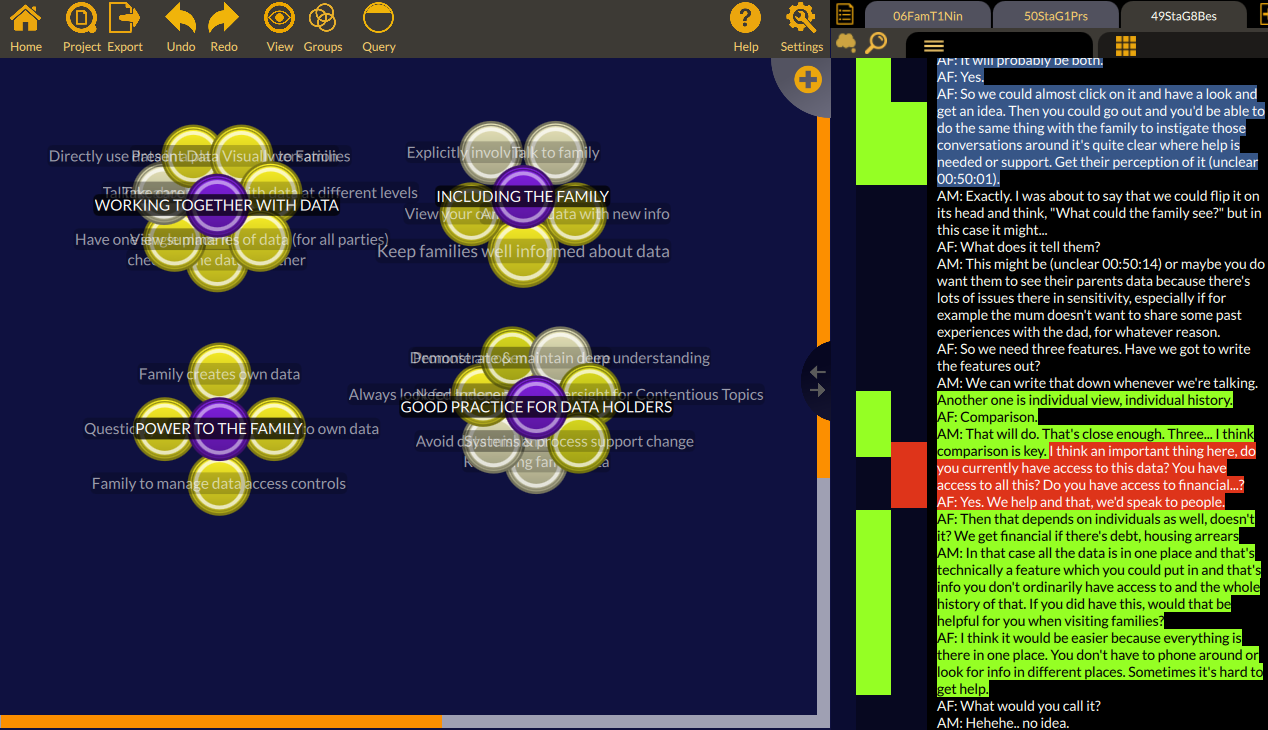 Home
Project
Export
Undo
Redo
View
Groups
Query
Help
Settings
06FamT1Nin
50StaG1Prs
49StaG8Bes
Directly use
Present Data Visually to Families
data at different levels
WORKING TOGETHER WITH DATA
Have one
summaries of data (for all parties)
Explicitly
Talk to family
INCLUDING THE FAMILY
View your
data with new info
Keep families well informed about data
Family creates own data
POWER TO THE FAMILY
to own data
Family to manage data access controls
Demonstrate & maintain deep understanding
Always look for
for Contentious Topics
GOOD PRACTICE FOR DATA HOLDERS
Avoid
Systems & process support change
AF: It will probably be both.
AF: Yes.
AF: So we could almost click on it and have a look and
get an idea. Then you could go out and you'd be able to
do the same thing with the family to instigate those
conversations around it's quite clear where help is
needed or support. Get their perception of it (unclear
00:50:01).
AM: Exactly. I was about to say that we could flip it on
its head and think, "What could the family see?" but in
this case it might...
AF: What does it tell them?
AM: This might be (unclear 00:50:14) or maybe you do
want them to see their parents data because there's
lots of issues there in sensitivity, especially if for
example the mum doesn't want to share some past
experiences with the dad, for whatever reason.
AF: So we need three features. Have we got to write
the features out?
AM: We can write that down whenever we're talking.
Another one is individual view, individual history.
AF: Comparison.
AM: That will do. That's close enough. Three... I think
comparison is key. I think an important thing here, do
you currently have access to this data? You have
access to all this? Do you have access to financial...?
AF: Yes. We help and that, we'd speak to people.
AF: Then that depends on individuals as well, doesn't
it? We get financial if there's debt, housing arrears
AM: In that case all the data is in one place and that's
technically a feature which you could put in and that's
info you don't ordinarily have access to and the whole
history of that. If you did have this, would that be
helpful for you when visiting families?
AF: I think it would be easier because everything is
there in one place. You don't have to phone around or
look for info in different places. Sometimes it's hard to
get help.
AF: What would you call it?
AM: Hehehe.. no idea.